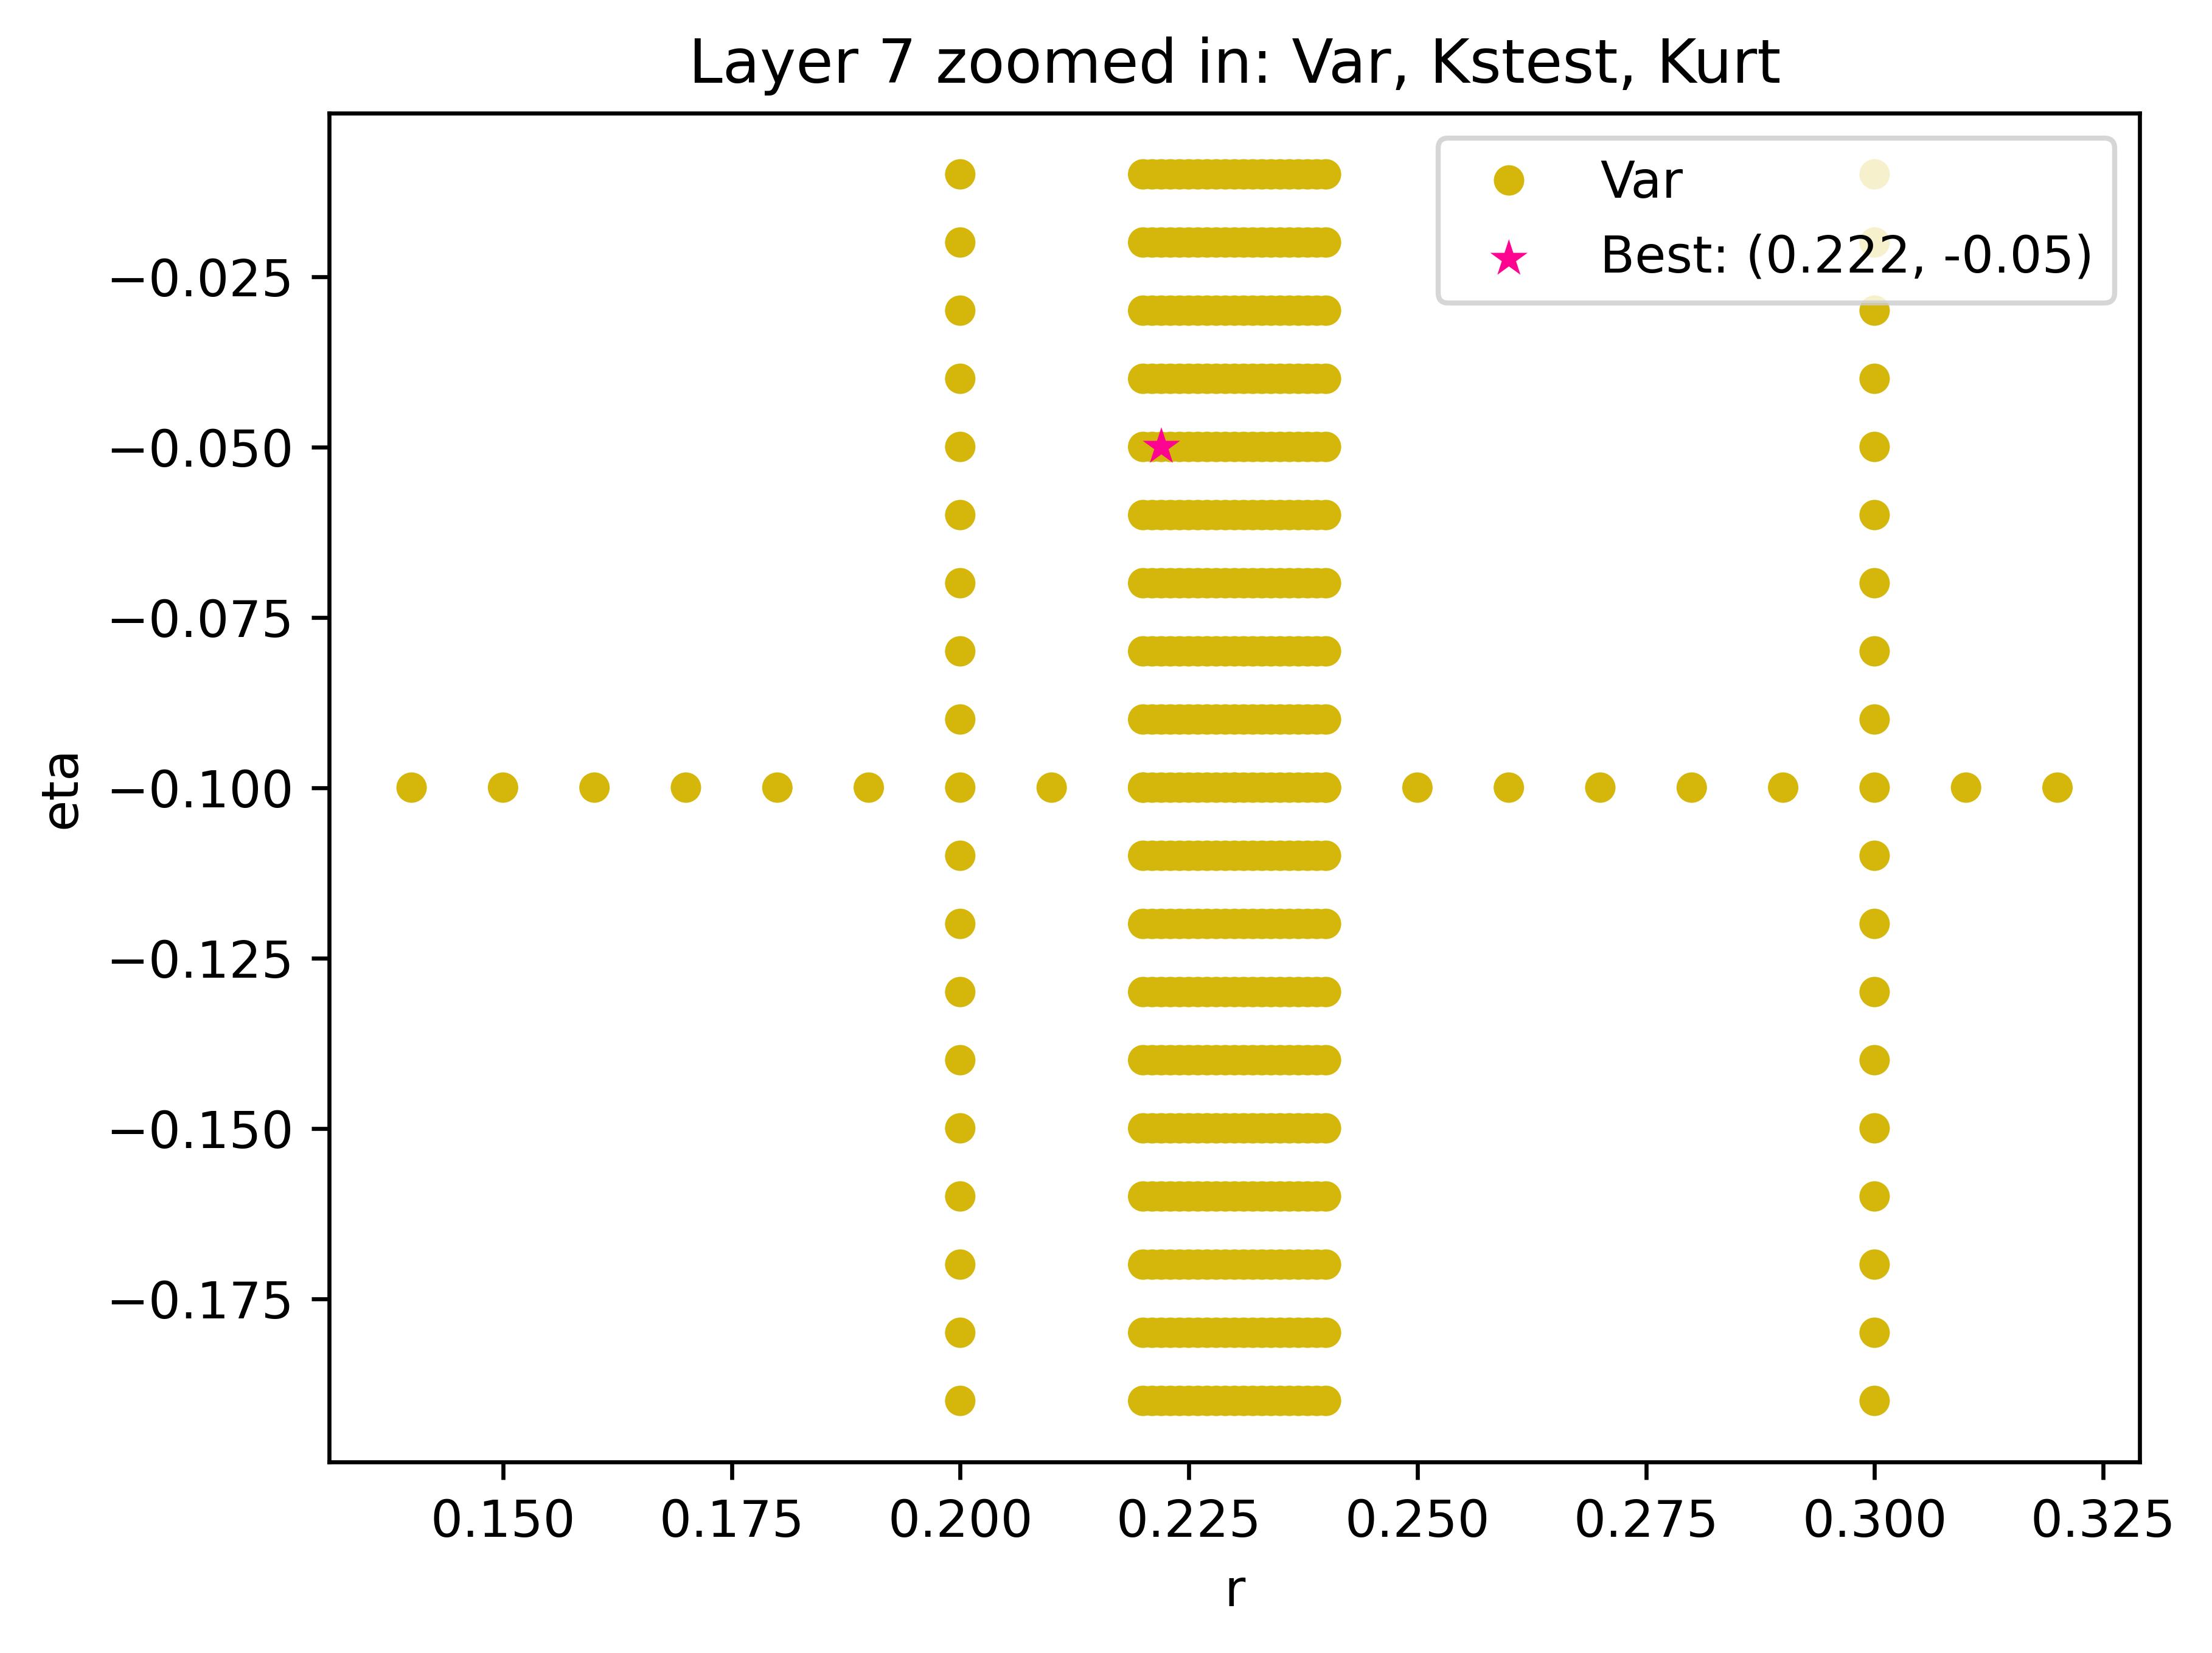 Layer 7 zoomed in: Var, Kstest, Kurt
Var
Best: (0.222, -0.05)
−0.025
−0.050
−0.075
−0.100
−0.125
−0.150
−0.175
eta
0.150 0.175 0.200 0.225 0.250 0.275 0.300 0.325
r